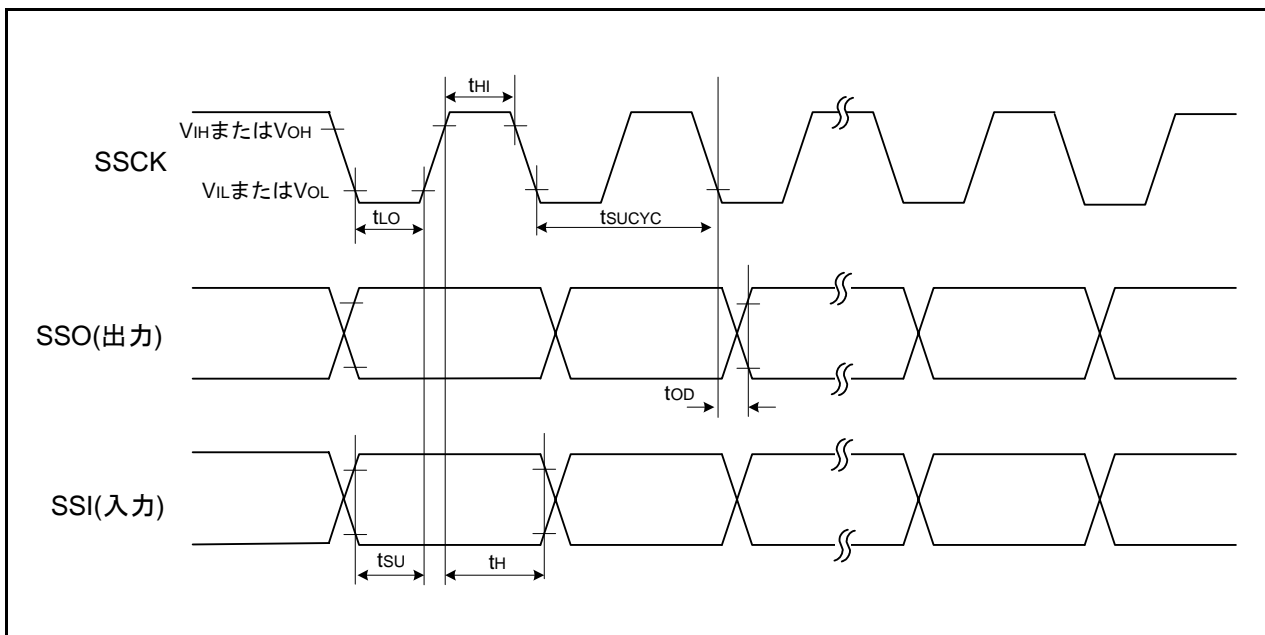 tHI
VIHまたはVOH
SSCK
VILまたはVOL
tLO
tSUCYC
SSO(出力)
tOD
SSI(入力)
tSU
tH